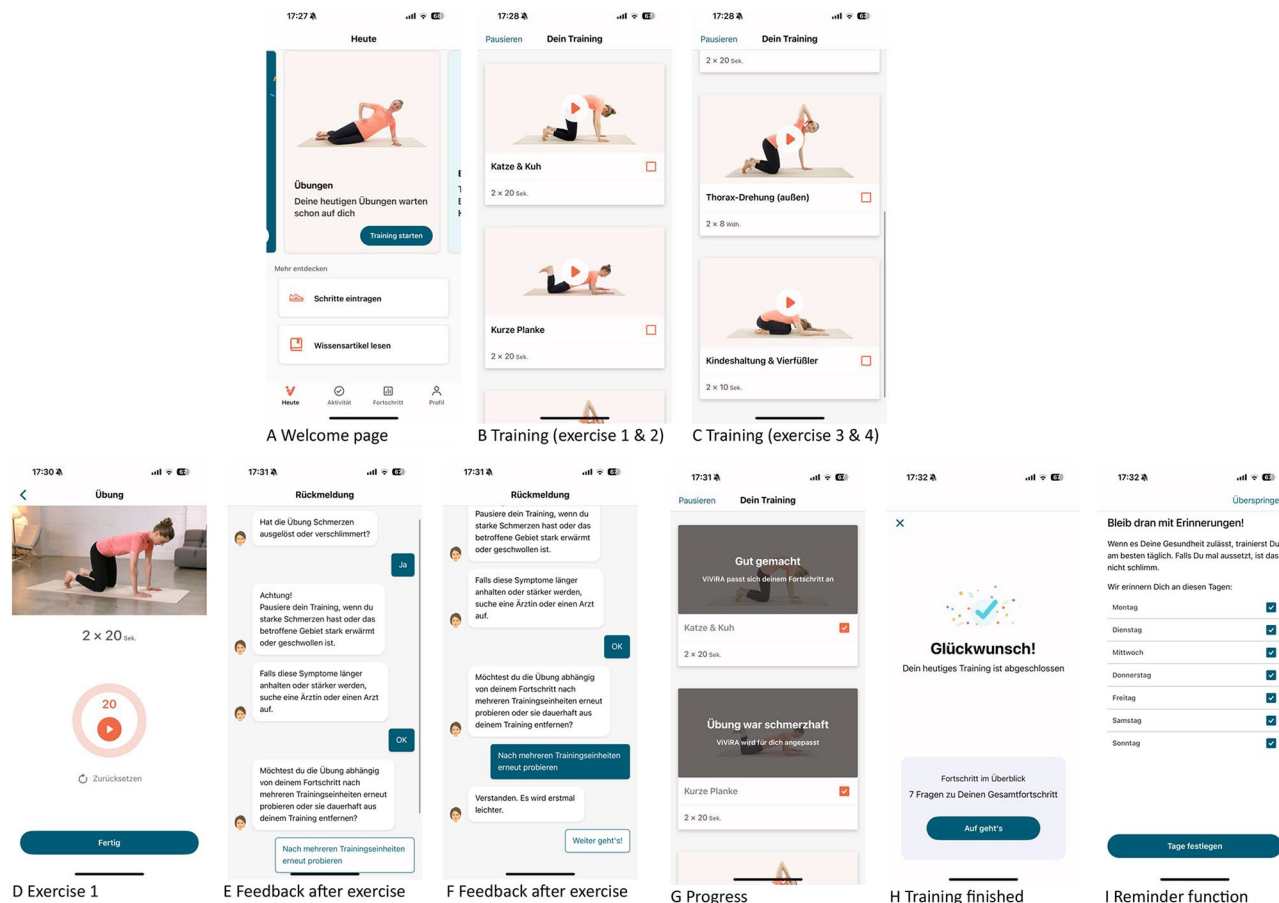 17:27
Heute
Übungen
Deine heutigen Übungen warten
schon auf dich
Training starten
Mehr entdecken
Schritte eintragen
Wissensartikel lesen
Heute
Aktivität
Fortschritt
Profil
A Welcome page
17:28
Pausieren
Dein Training
Katze & Kuh
2 × 20 Sek.
Kurze Planke
2 × 20 Sek.
B Training (exercise 1 & 2)
17:28
Pausieren
Dein Training
2 × 20 Sek.
Thorax-Drehung (außen)
2 × 8 Wdh.
Kindeshaltung & Vierfüßler
2 × 10 Sek.
C Training (exercise 3 & 4)
17:30
Übung
2 × 20 Sek.
20
Zurücksetzen
Fertig
D Exercise 1
17:31
Rückmeldung
Hat die Übung Schmerzen
ausgelöst oder verschlimmert?
Ja
Achtung!
Pausiere dein Training, wenn du
starke Schmerzen hast oder das
betroffene Gebiet stark erwärmt
oder geschwollen ist.
Falls diese Symptome länger
anhalten oder stärker werden,
suche eine Ärztin oder einen Arzt
auf.
OK
Möchtest du die Übung abhängig
von deinem Fortschritt nach
mehreren Trainingseinheiten erneut
probieren oder sie dauerhaft aus
deinem Training entfernen?
Nach mehreren Trainingseinheiten
erneut probieren
E Feedback after exercise
17:31
Rückmeldung
Pausiere dein Training, wenn du
starke Schmerzen hast oder das
betroffene Gebiet stark erwärmt
oder geschwollen ist.
Falls diese Symptome länger
anhalten oder stärker werden,
suche eine Ärztin oder einen Arzt
auf.
OK
Möchtest du die Übung abhängig
von deinem Fortschritt nach
mehreren Trainingseinheiten erneut
probieren oder sie dauerhaft aus
deinem Training entfernen?
Nach mehreren Trainingseinheiten
erneut probieren
Verstanden. Es wird erstmal
leichter.
Weiter geht's!
F Feedback after exercise
17:31
Pausieren
Dein Training
Gut gemacht
ViViRA passt sich deinem Fortschritt an
Katze & Kuh
2 × 20 Sek.
Übung war schmerzhaft
ViViRA wird für dich angepasst
Kurze Planke
2 × 20 Sek.
G Progress
17:32
Glückwunsch!
Dein heutiges Training ist abgeschlossen
Fortschritt im Überblick
7 Fragen zu Deinen Gesamtfortschritt
Auf geht's
H Training finished
17:32
Überspringe
Bleib dran mit Erinnerungen!
Wenn es Deine Gesundheit zulässt, trainierst Du
am besten täglich. Falls Du mal aussetzt, ist das
nicht schlimm.
Wir erinnern Dich an diesen Tagen:
Montag
Dienstag
Mittwoch
Donnerstag
Freitag
Samstag
Sonntag
Tage festlegen
I Reminder function